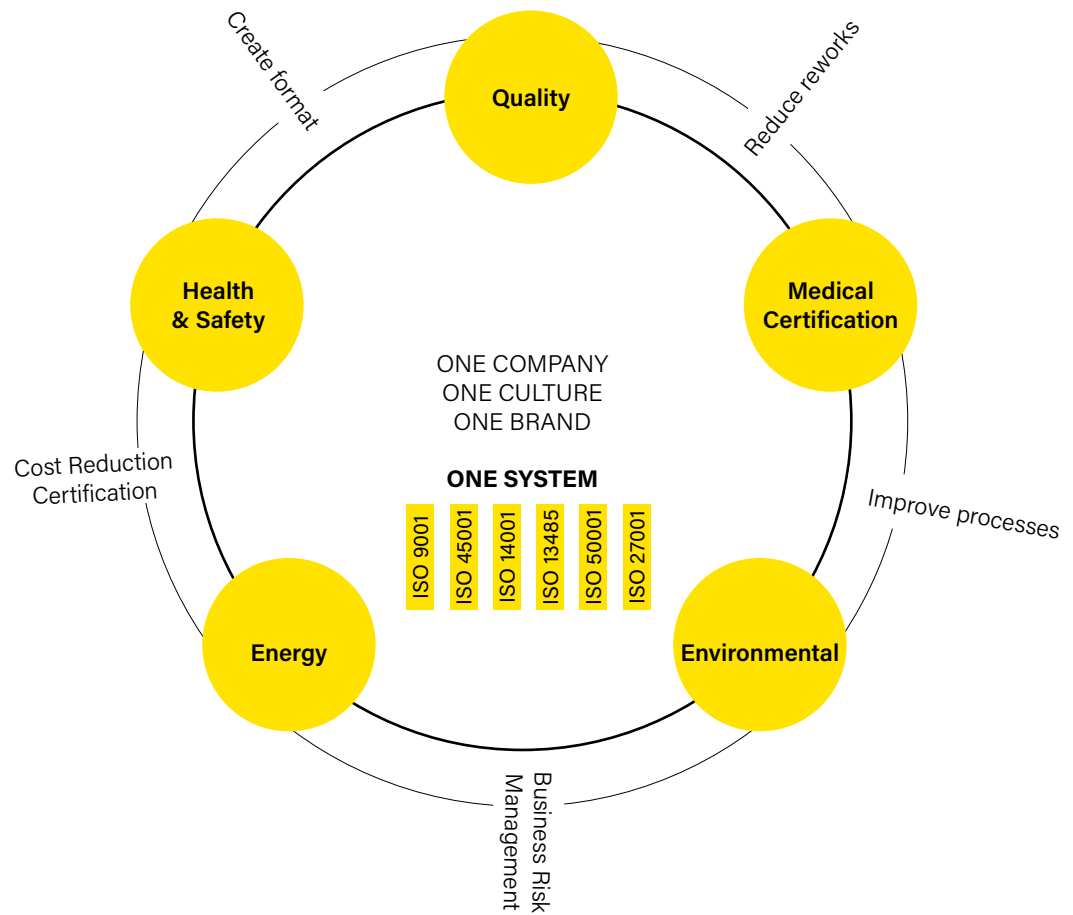 Create format
Quality
Reduce reworks
Health
& Safety
Medical
Certification
ONE COMPANY
ONE CULTURE
ONE BRAND
Cost Reduction
Certification
ONE SYSTEM
ISO 9001
ISO 45001
ISO 14001
ISO 13485
ISO 50001
ISO 27001
Improve processes
Energy
Environmental
Business Risk
Management